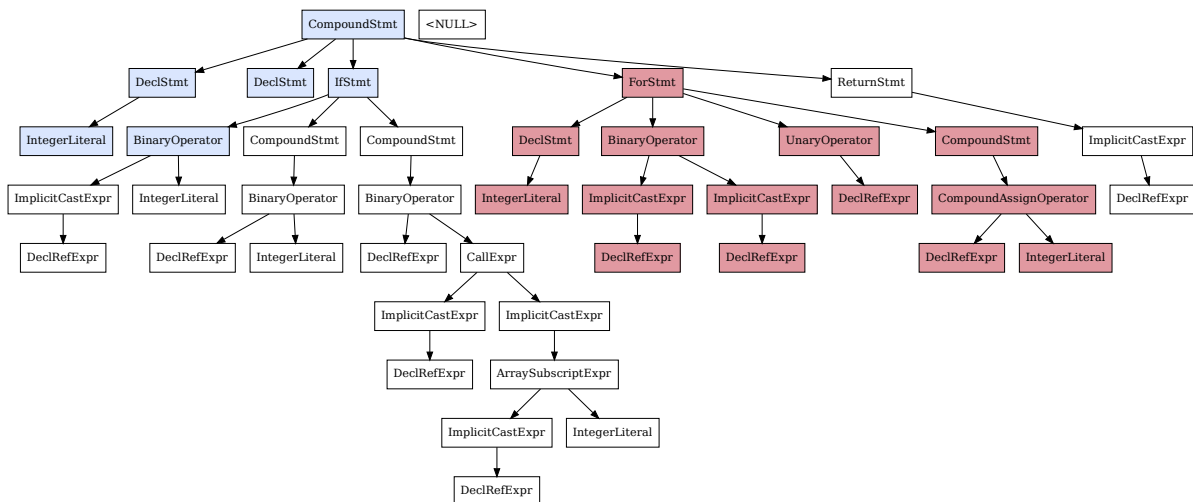 CompoundStmt <NULL>
DeclStmt DeclStmt IfStmt ForStmt ReturnStmt
IntegerLiteral BinaryOperator CompoundStmt CompoundStmt DeclStmt BinaryOperator UnaryOperator CompoundStmt ImplicitCastExpr
ImplicitCastExpr IntegerLiteral BinaryOperator BinaryOperator IntegerLiteral ImplicitCastExpr ImplicitCastExpr DeclRefExpr CompoundAssignOperator DeclRefExpr
DeclRefExpr DeclRefExpr IntegerLiteral DeclRefExpr CallExpr DeclRefExpr DeclRefExpr DeclRefExpr IntegerLiteral
ImplicitCastExpr ImplicitCastExpr
DeclRefExpr ArraySubscriptExpr
ImplicitCastExpr IntegerLiteral
DeclRefExpr